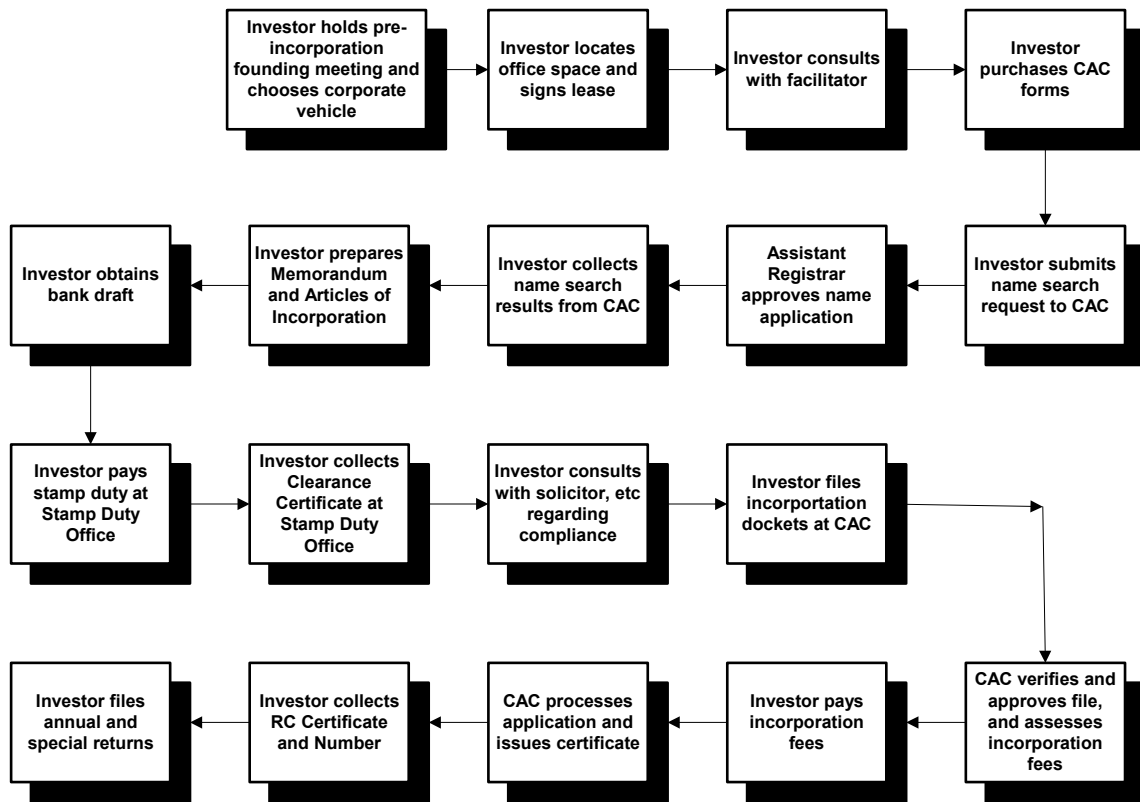 Investor holds pre-
incorporation
founding meeting and
chooses corporate
vehicle
Investor locates
office space and
signs lease
Investor consults
with facilitator
Investor
purchases CAC
forms
Investor submits
name search
request to CAC
Assistant
Registrar
approves name
application
Investor collects
name search
results from CAC
Investor prepares
Memorandum
and Articles of
Incorporation
Investor obtains
bank draft
Investor pays
stamp duty at
Stamp Duty
Office
Investor collects
Clearance
Certificate at
Stamp Duty
Office
Investor consults
with solicitor, etc
regarding
compliance
Investor files
incorportation
dockets at CAC
CAC verifies and
approves file,
and assesses
incorporation
fees
Investor pays
incorporation
fees
CAC processes
application and
issues certificate
Investor collects
RC Certificate
and Number
Investor files
annual and
special returns